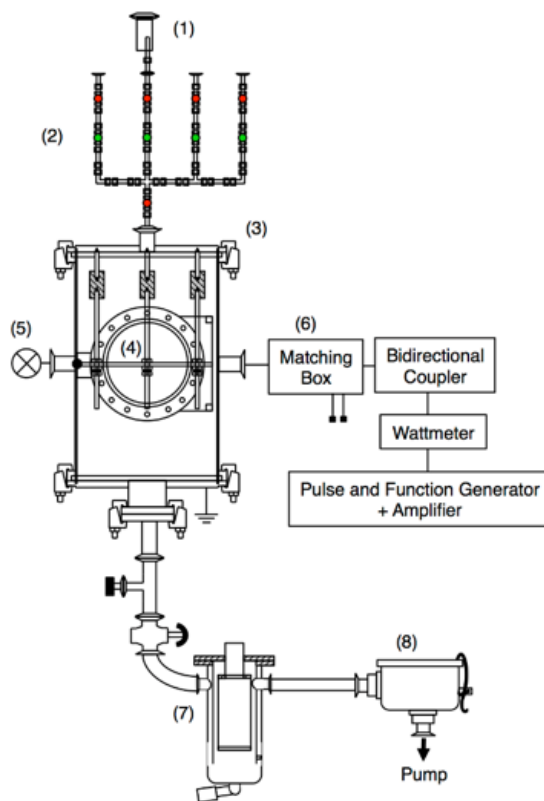 (1)
(2)
(3)
(4)
(5)
(6)
Matching
Box
Bidirectional
Coupler
Wattmeter
Pulse and Function Generator
+ Amplifier
(7)
(8)
Pump